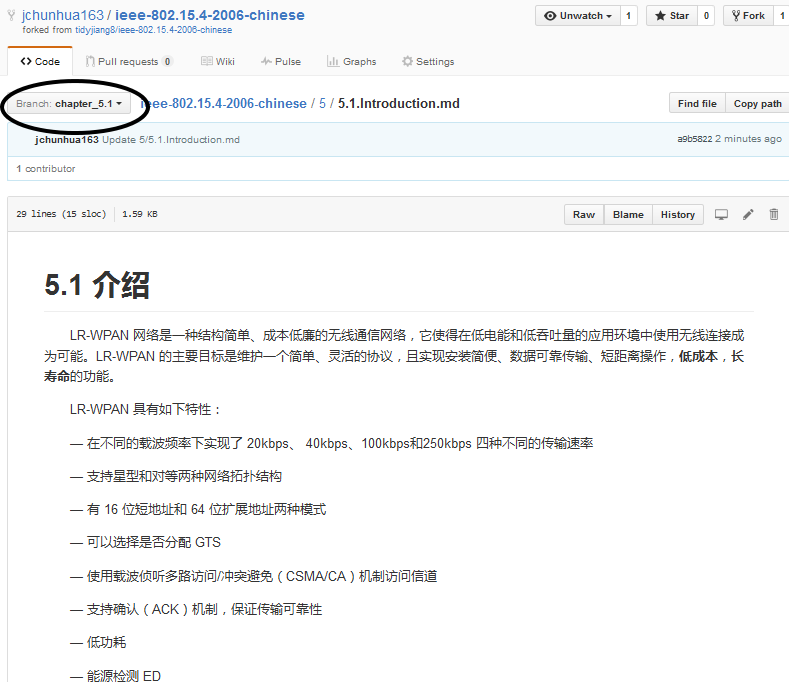 jchunhua163 / ieee-802.15.4-2006-chinese
forked from tidyjiang8/ieee-802.15.4-2006-chinese
Unwatch 1 Star 0 Fork 1
Code Pull requests 0 Wiki Pulse Graphs Settings
Branch: chapter_5.1 ieee-802.15.4-2006-chinese / 5 / 5.1.Introduction.md Find file Copy path
jchunhua163 Update 5/5.1.Introduction.md a9b5822 2 minutes ago
1 contributor
29 lines (15 sloc) 1.59 KB Raw Blame History
5.1 介绍
LR-WPAN 网络是一种结构简单、成本低廉的无线通信网络，它使得在低电能和低吞吐量的应用环境中使用无线连接成
为可能。LR-WPAN 的主要目标是维护一个简单、灵活的协议，且实现安装简便、数据可靠传输、短距离操作，低成本，长
寿命的功能。
LR-WPAN 具有如下特性：
— 在不同的载波频率下实现了 20kbps、 40kbps、100kbps和250kbps 四种不同的传输速率
— 支持星型和对等两种网络拓扑结构
— 有 16 位短地址和 64 位扩展地址两种模式
— 可以选择是否分配 GTS
— 使用载波侦听多路访问/冲突避免（CSMA/CA）机制访问信道
— 支持确认（ACK）机制，保证传输可靠性
— 低功耗
— 能源检测 ED